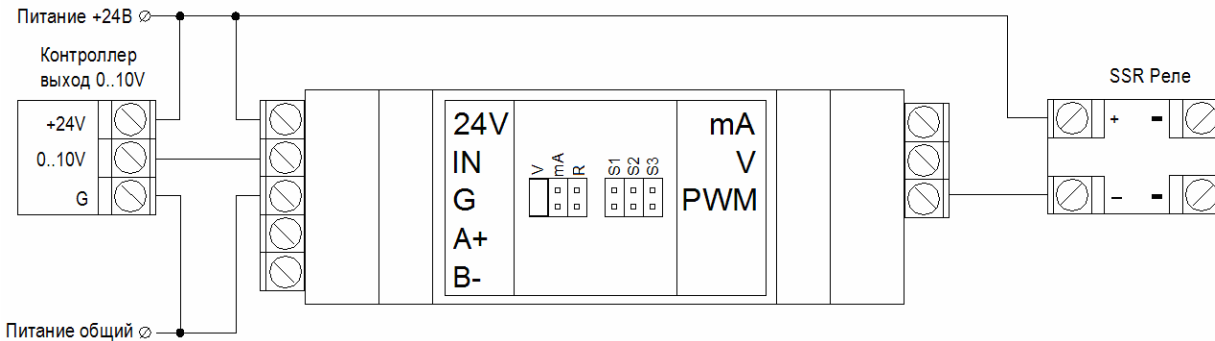 Питание +24В
Контроллер
выход 0..10V
+24V
0..10V
G
24V
IN
G
A+
B-
V
mA
R
S1
S2
S3
mA
V
PWM
SSR Реле
+ -
- -
Питание общий